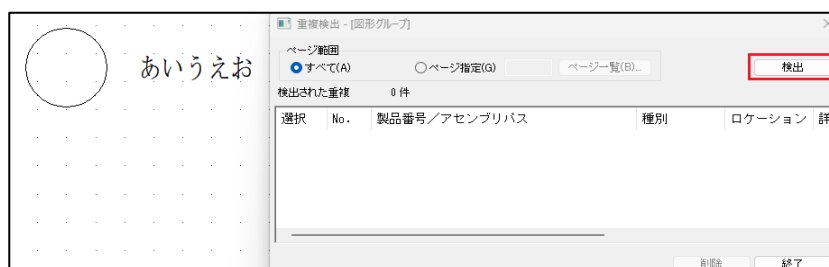 重複検出 - [図形グループ]
あいうえお
ページ範囲
すべて(A) ページ指定(G) ページ一覧(B)...
検出
検出された重複 0 件
選択 No. 製品番号／アセンブリパス 種別 ロケーション 詳
削除 終了